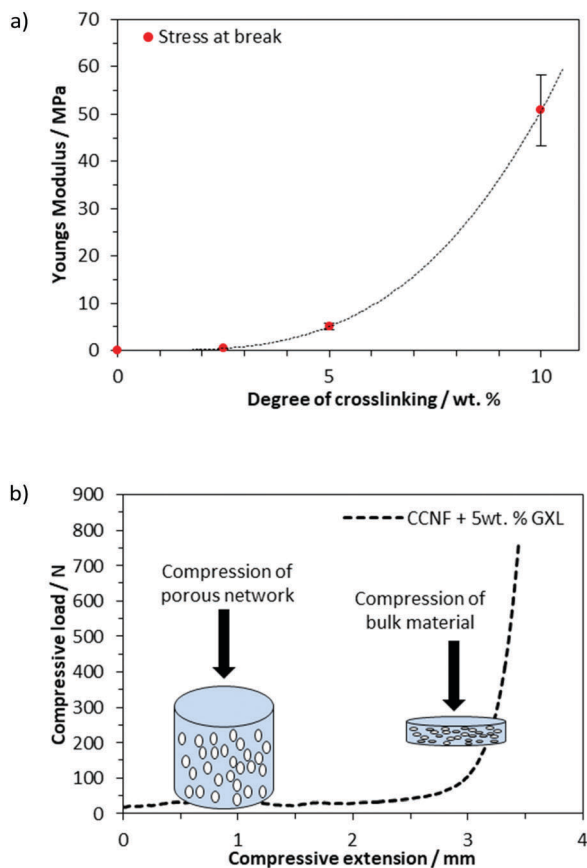 a)
70
60
50
40
30
20
10
0
Youngs Modulus / MPa
Stress at break
0
5
10
Degree of crosslinking / wt. %
b)
900
800
700
600
500
400
300
200
100
0
Compressive load / N
CCNF + 5wt. % GXL
Compression of
porous network
Compression of
bulk material
0
1
2
3
4
Compressive extension / mm